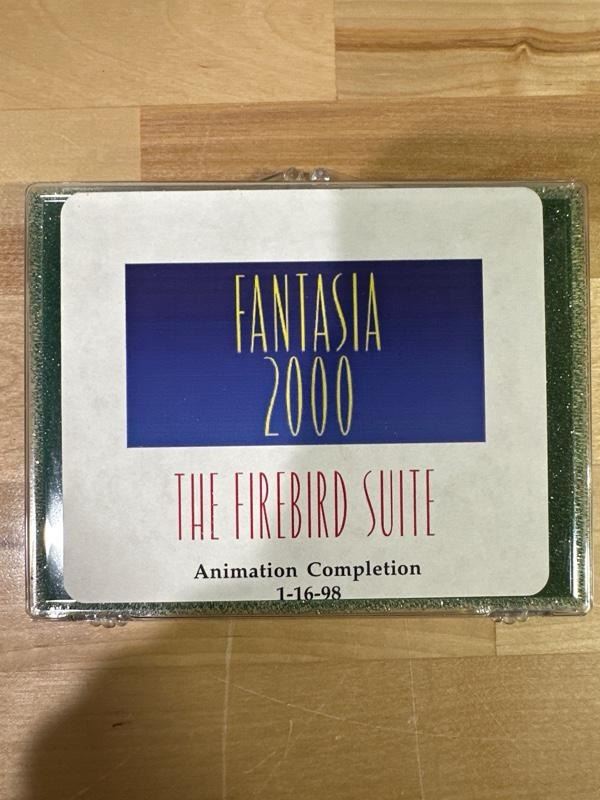 FANTASIA
2000
THE FIREBIRD SUITE
Animation Completion
1-16-98